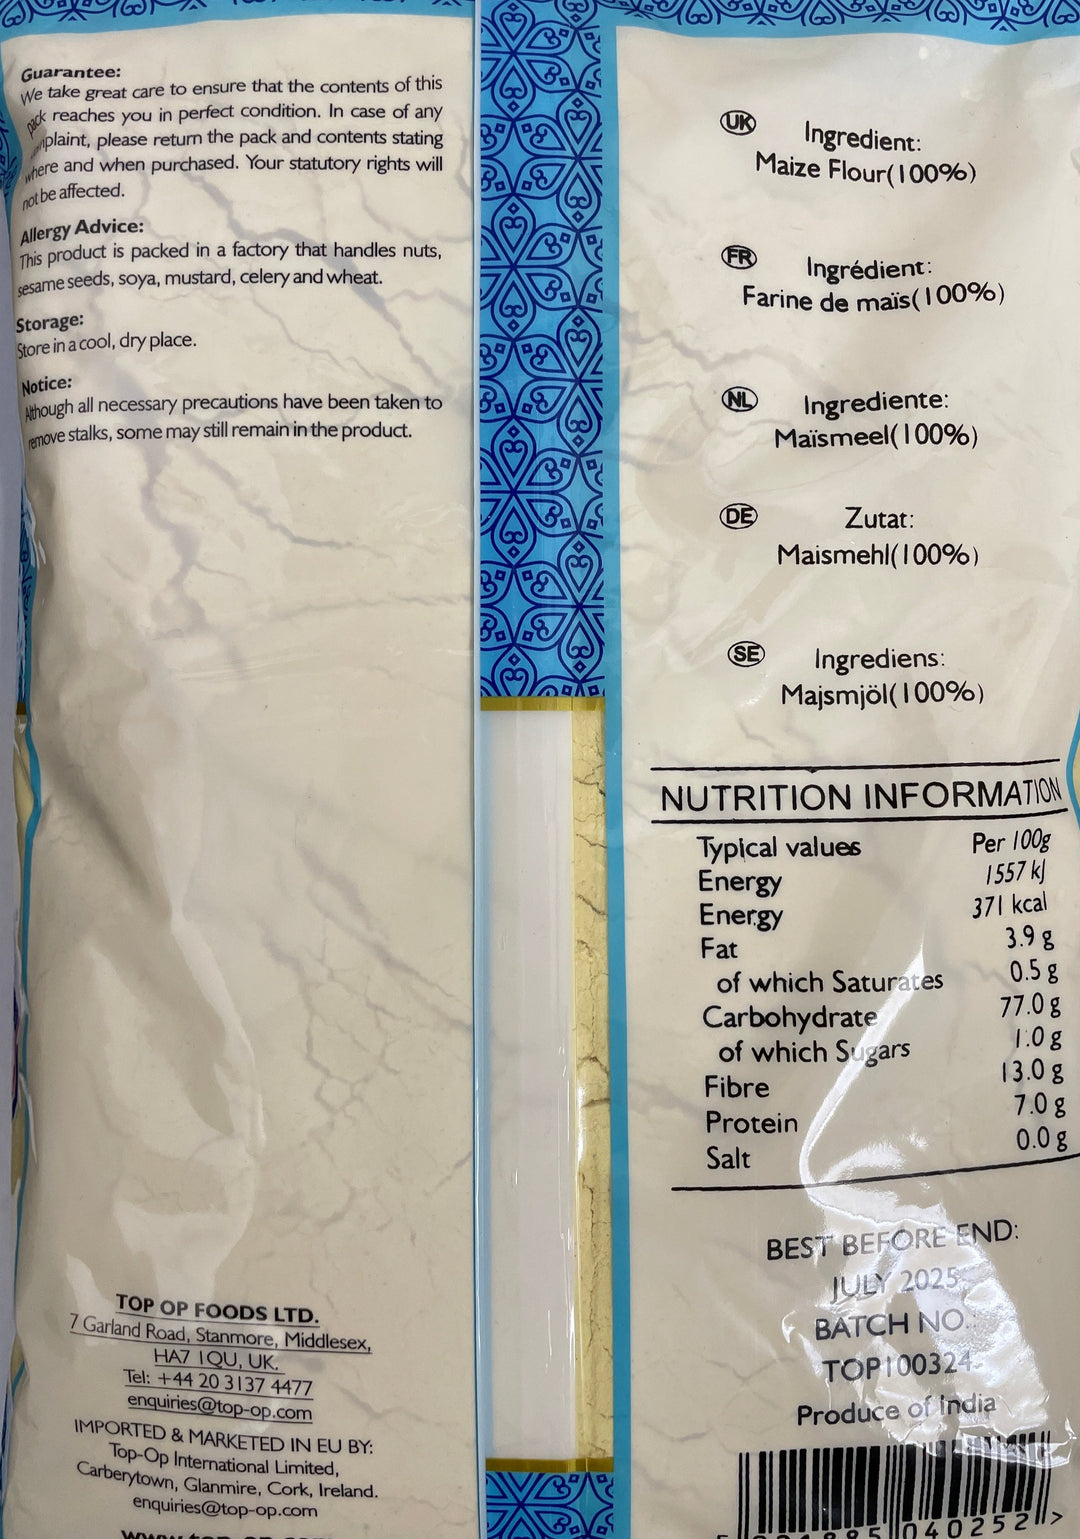 Guarantee:
We take great care to ensure that the contents of this
pack reaches you in perfect condition. In case of any
mplaint, please return the pack and contents stating
where and when purchased. Your statutory rights will
not be affected.
Allergy Advice:
This product is packed in a factory that handles nuts,
sesame seeds, soya, mustard, celery and wheat.
Storage:
Store in a cool, dry place.
Notice:
Although all necessary precautions have been taken to
remove stalks, some may still remain in the product.
TOP OP FOODS LTD.
7 Garland Road, Stanmore, Middlesex,
HA7 1QU, UK.
Tel: +44 20 3137 4477
enquiries@top-op.com
IMPORTED & MARKETED IN EU BY:
Top-Op International Limited,
Carberytown, Glanmire, Cork, Ireland.
enquiries@top-op.com
UK
Ingredient:
Maize Flour(100%)
FR
Ingrédient:
Farine de maïs(100%)
NL
Ingrediente:
Maïsmeel(100%)
DE
Zutat:
Maismehl(100%)
SE
Ingrediens:
Majsmjöl(100%)
NUTRITION INFORMATION
Typical values Per 100g
Energy 1557 kJ
Energy 371 kcal
Fat 3.9 g
of which Saturates 0.5 g
Carbohydrate 77.0 g
of which Sugars 1.0 g
Fibre 13.0 g
Protein 7.0 g
Salt 0.0 g
BEST BEFORE END:
JULY 2025
BATCH NO.
TOP100324
Produce of India
040252 >